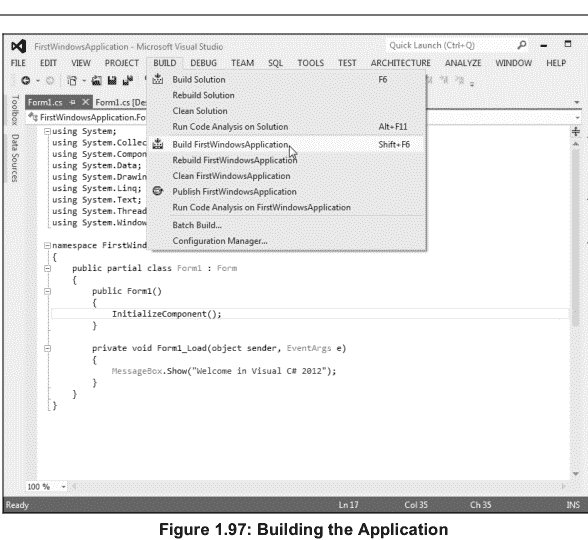 FirstWindowsApplication - Microsoft Visual Studio
Quick Launch (Ctrl+Q)
FILE EDIT VIEW PROJECT BUILD DEBUG TEAM SQL TOOLS TEST ARCHITECTURE ANALYZE WINDOW HELP
Build Solution F6
Rebuild Solution
Clean Solution
Run Code Analysis on Solution Alt+F11
Build FirstWindowsApplication Shift+F6
Rebuild FirstWindowsApplication
Clean FirstWindowsApplication
Publish FirstWindowsApplication
Run Code Analysis on FirstWindowsApplication
Batch Build...
Configuration Manager...
Toolbox
Data Sources
Form1.cs Form1.cs [De
FirstWindowsApplication.Fo
using System;
using System.Collec
using System.Compon
using System.Data;
using System.Drawin
using System.Linq;
using System.Text;
using System.Thread
using System.Window
namespace FirstWind
{
public partial class Form1 : Form
{
public Form1()
{
InitializeComponent();
}
private void Form1_Load(object sender, EventArgs e)
{
MessageBox.Show("Welcome in Visual C# 2012");
}
}
}
100 %
Ready Ln 17 Col 35 Ch 35 INS
Figure 1.97: Building the Application